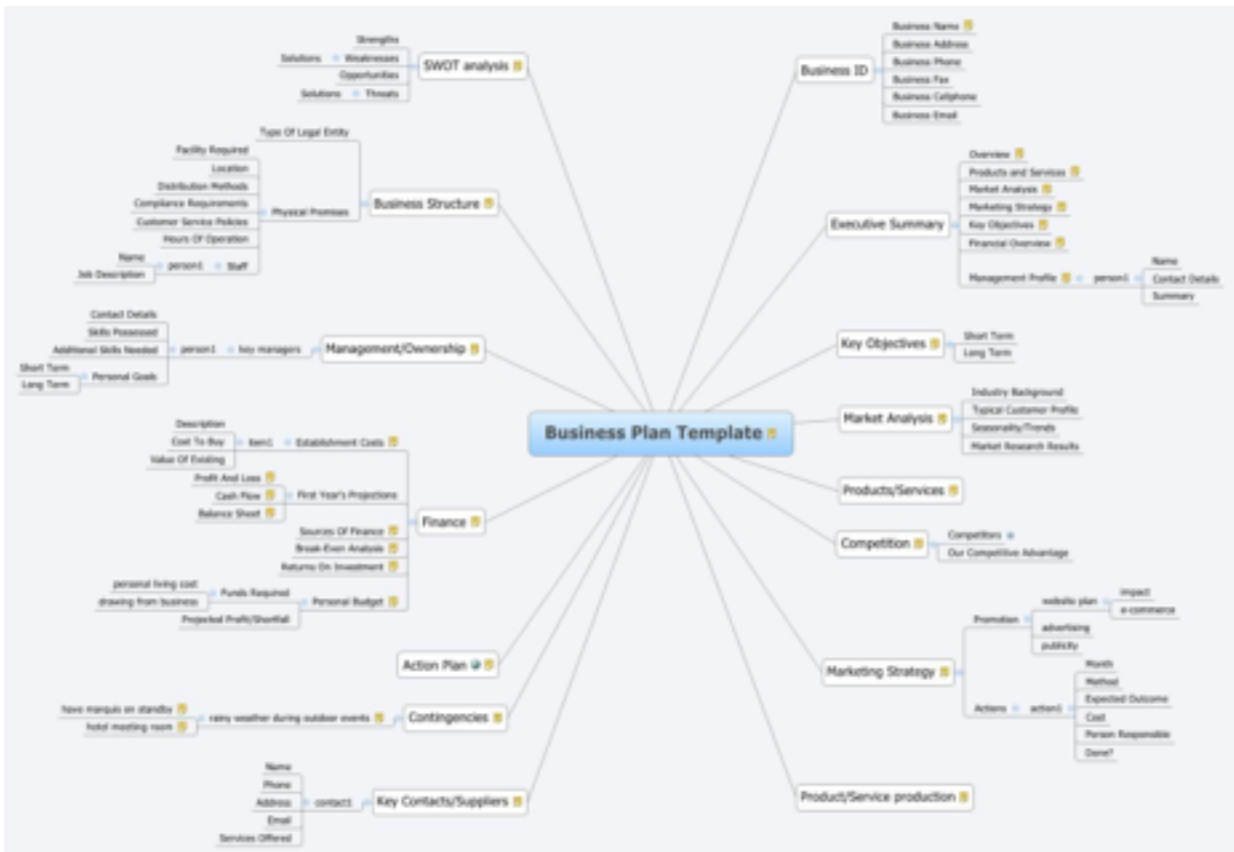 Business Plan Template
Business ID
Business Name
Business Address
Business Phone
Business Fax
Business Cellphone
Business Email
Executive Summary
Overview
Products and Services
Market Analysis
Marketing Strategy
Key Objectives
Financial Overview
Management Profile
person1
Name
Contact Details
Summary
Key Objectives
Short Term
Long Term
Market Analysis
Industry Background
Typical Customer Profile
Seasonality/Trends
Market Research Results
Products/Services
Competition
Competitors
Our Competitive Advantage
Marketing Strategy
Promotion
website plan
impact
e-commerce
advertising
publicity
Actions
action1
Month
Method
Expected Outcome
Cost
Person Responsible
Done?
Product/Service production
SWOT analysis
Strengths
Weaknesses
Solutions
Opportunities
Threats
Solutions
Business Structure
Type Of Legal Entity
Physical Premises
Facility Required
Location
Distribution Methods
Compliance Requirements
Customer Service Policies
Hours Of Operation
Staff
person1
Name
Job Description
Management/Ownership
key managers
person1
Contact Details
Skills Possessed
Additional Skills Needed
Personal Goals
Short Term
Long Term
Finance
Establishment Costs
item1
Description
Cost To Buy
Value Of Existing
First Year's Projections
Profit And Loss
Cash Flow
Balance Sheet
Sources Of Finance
Break-Even Analysis
Returns On Investment
Personal Budget
Funds Required
personal living cost
drawing from business
Projected Profit/Shortfall
Action Plan
Contingencies
rainy weather during outdoor events
have marquis on standby
hotel meeting room
Key Contacts/Suppliers
contact1
Name
Phone
Address
Email
Services Offered